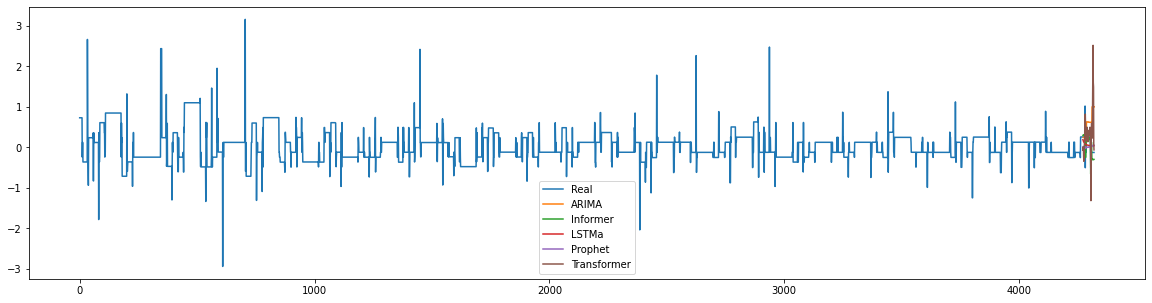 3
2
1
0
−1
−2
−3
Real
ARIMA
Informer
LSTMa
Prophet
Transformer
0 1000 2000 3000 4000